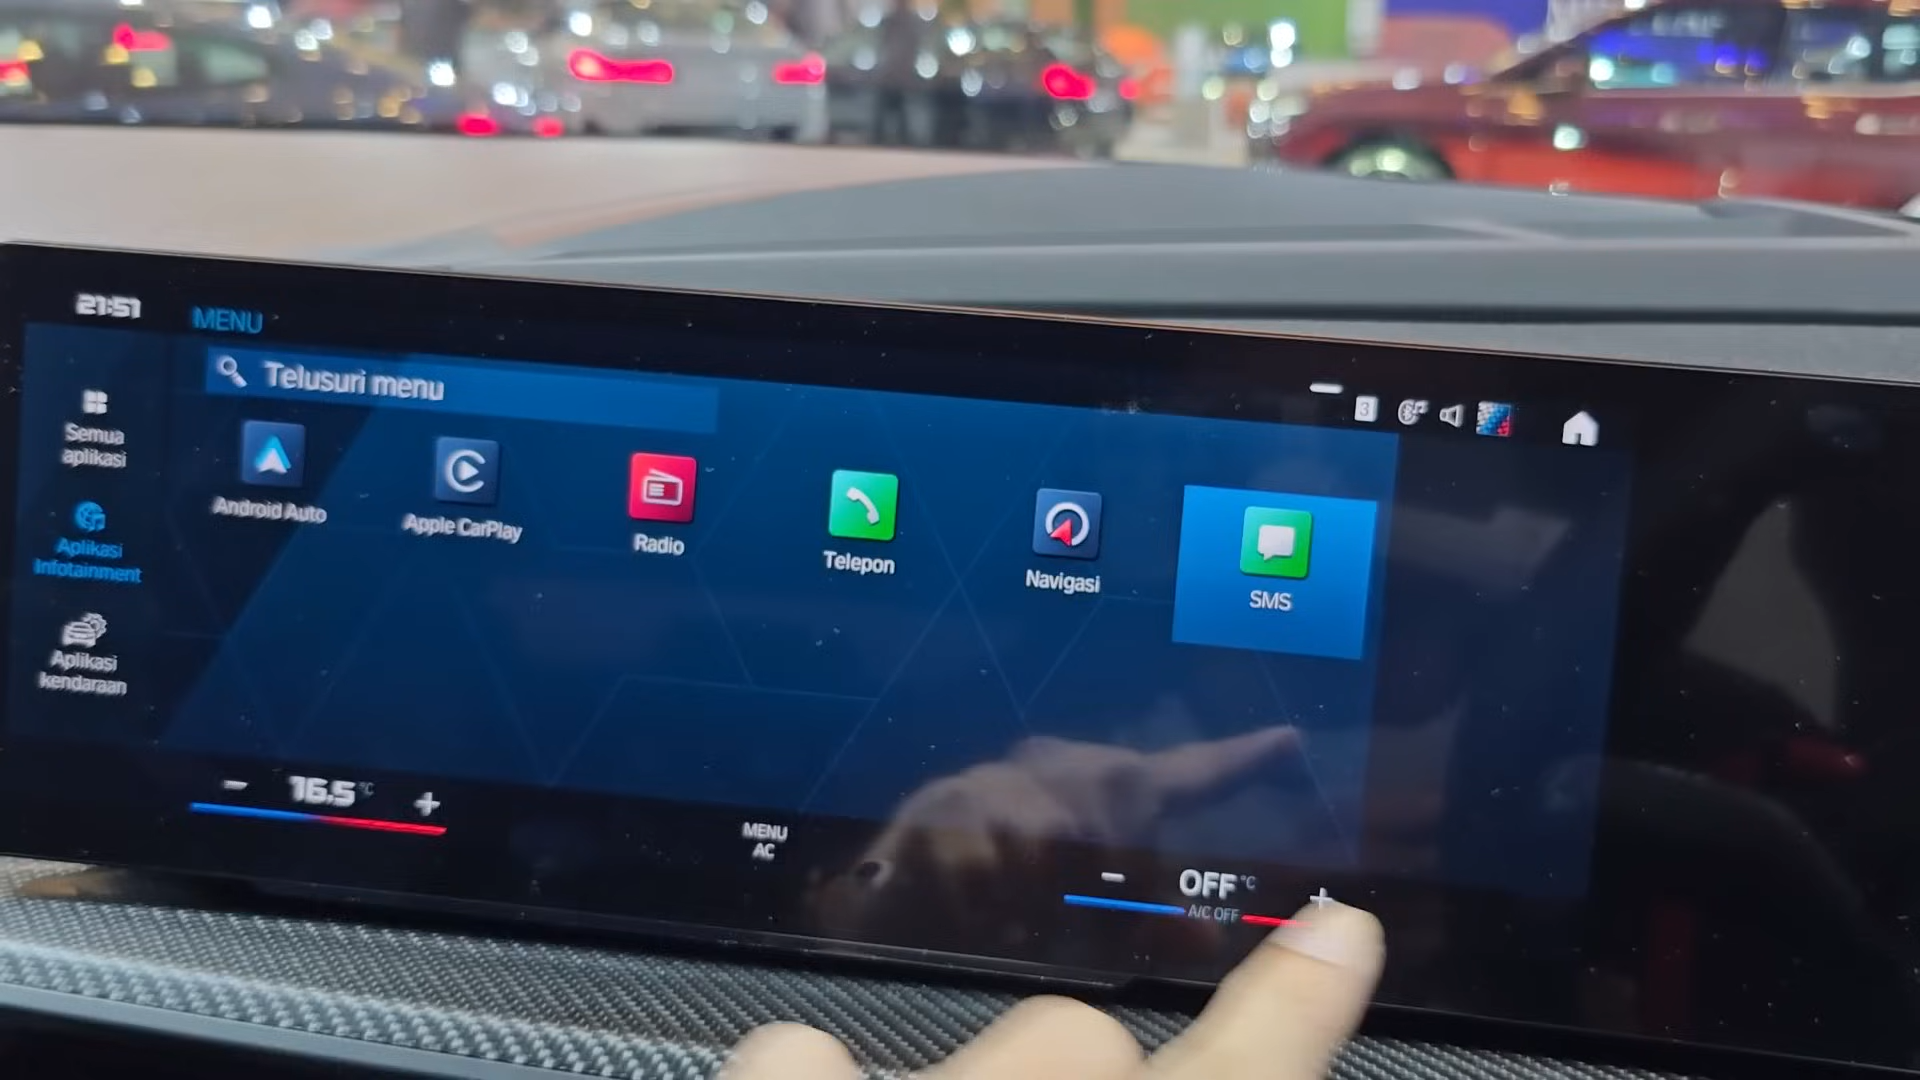 21:51
MENU
Telusuri menu
3
Semua
aplikasi
Android Auto
Apple CarPlay
Radio
Telepon
Navigasi
SMS
Aplikasi
Infotainment
Aplikasi
kendaraan
- 16.5 °C +
MENU
AC
- OFF °C +
A/C OFF